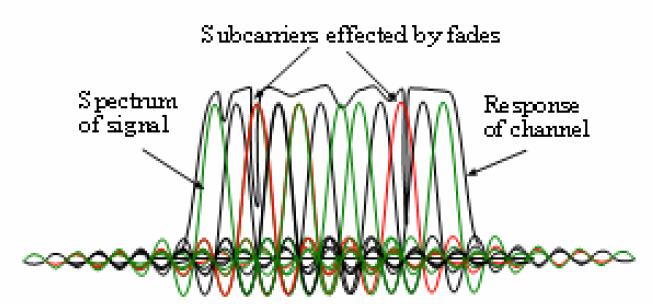 Subcarriers effected by fades
Spectrum
of signal
Response
of channel